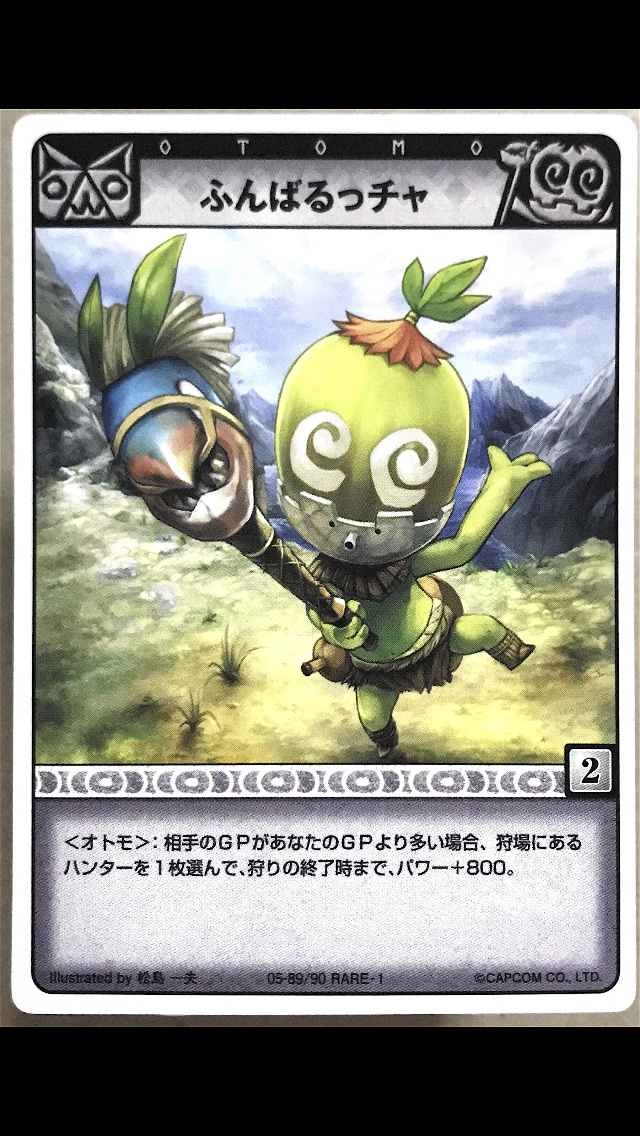 OTOMO
ふんばるっチャ
2
＜オトモ＞：相手のＧＰがあなたのＧＰより多い場合、狩場にある
ハンターを１枚選んで、狩りの終了時まで、パワー＋800。
Illustrated by 松島 一夫 05-89/90 RARE-1 ©CAPCOM CO., LTD.